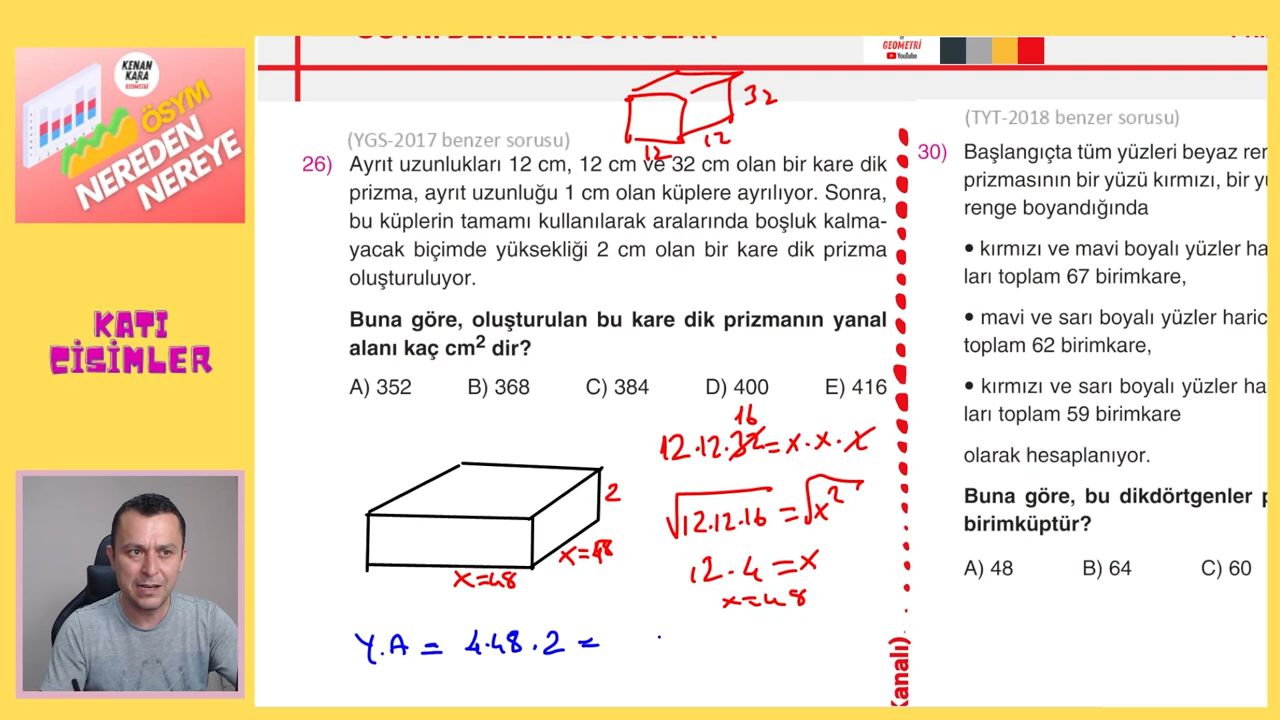 KENAN
KARA
GEOMETRİ
ÖSYM
NEREDEN
NEREYE
KATI
CİSİMLER
GEOMETRİ
YouTube
32
12
12
(YGS-2017 benzer sorusu)
26) Ayrıt uzunlukları 12 cm, 12 cm ve 32 cm olan bir kare dik
prizma, ayrıt uzunluğu 1 cm olan küplere ayrılıyor. Sonra,
bu küplerin tamamı kullanılarak aralarında boşluk kalma-
yacak biçimde yüksekliği 2 cm olan bir kare dik prizma
oluşturuluyor.
Buna göre, oluşturulan bu kare dik prizmanın yanal
alanı kaç cm² dir?
A) 352 B) 368 C) 384 D) 400 E) 416
16
12.12.32=x.x.2
√12.12.16 = √x²
12.4=x
x=48
2
x=48
x=48
Y.A = 4.48.2 =
kanalı)
(TYT-2018 benzer sorusu)
30) Başlangıçta tüm yüzleri beyaz ren
prizmasının bir yüzü kırmızı, bir yü
renge boyandığında
• kırmızı ve mavi boyalı yüzler ha
ları toplam 67 birimkare,
• mavi ve sarı boyalı yüzler haric
toplam 62 birimkare,
• kırmızı ve sarı boyalı yüzler ha
ları toplam 59 birimkare
olarak hesaplanıyor.
Buna göre, bu dikdörtgenler p
birimküptür?
A) 48 B) 64 C) 60